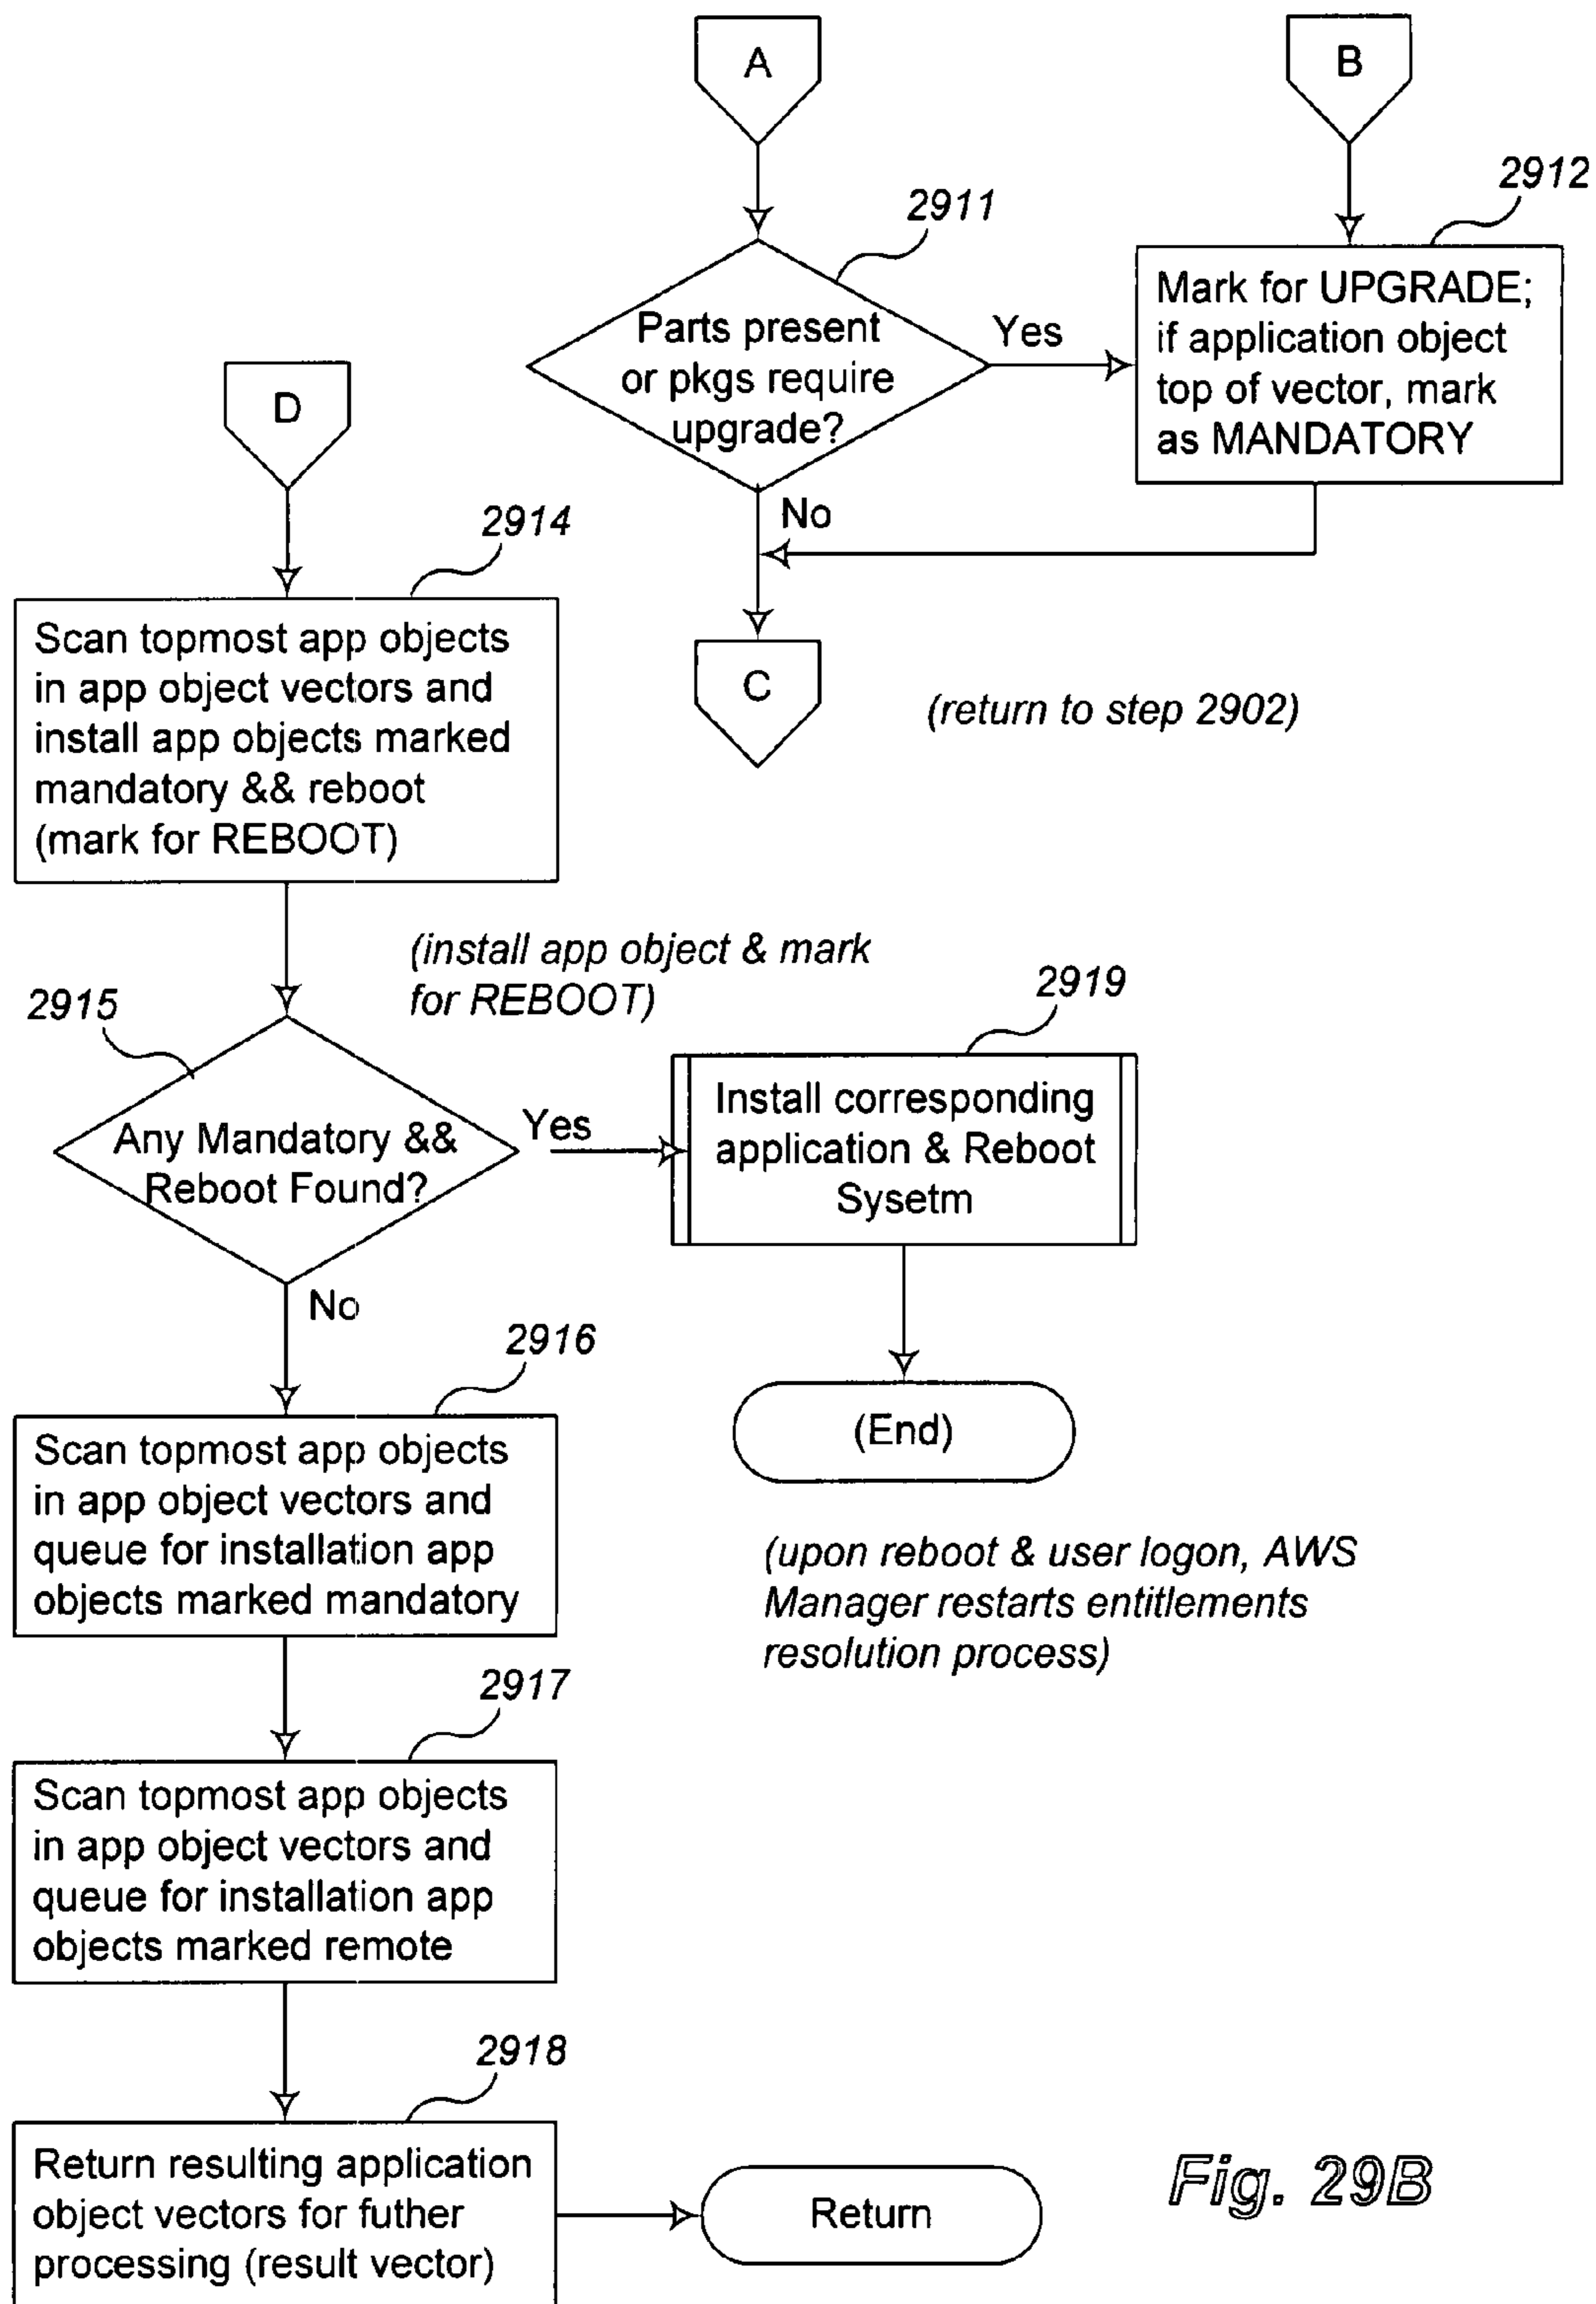 A
B
2912
2911
Parts present
or pkgs require
upgrade?
Yes
Mark for UPGRADE;
if application object
top of vector, mark
as MANDATORY
No
D
C
(return to step 2902)
2914
Scan topmost app objects
in app object vectors and
install app objects marked
mandatory && reboot
(mark for REBOOT)
(install app object & mark
for REBOOT)
2915
Any Mandatory &&
Reboot Found?
Yes
2919
Install corresponding
application & Reboot
Sysetm
No
(End)
(upon reboot & user logon, AWS
Manager restarts entitlements
resolution process)
2916
Scan topmost app objects
in app object vectors and
queue for installation app
objects marked mandatory
2917
Scan topmost app objects
in app object vectors and
queue for installation app
objects marked remote
2918
Return resulting application
object vectors for futher
processing (result vector)
Return
Fig. 29B